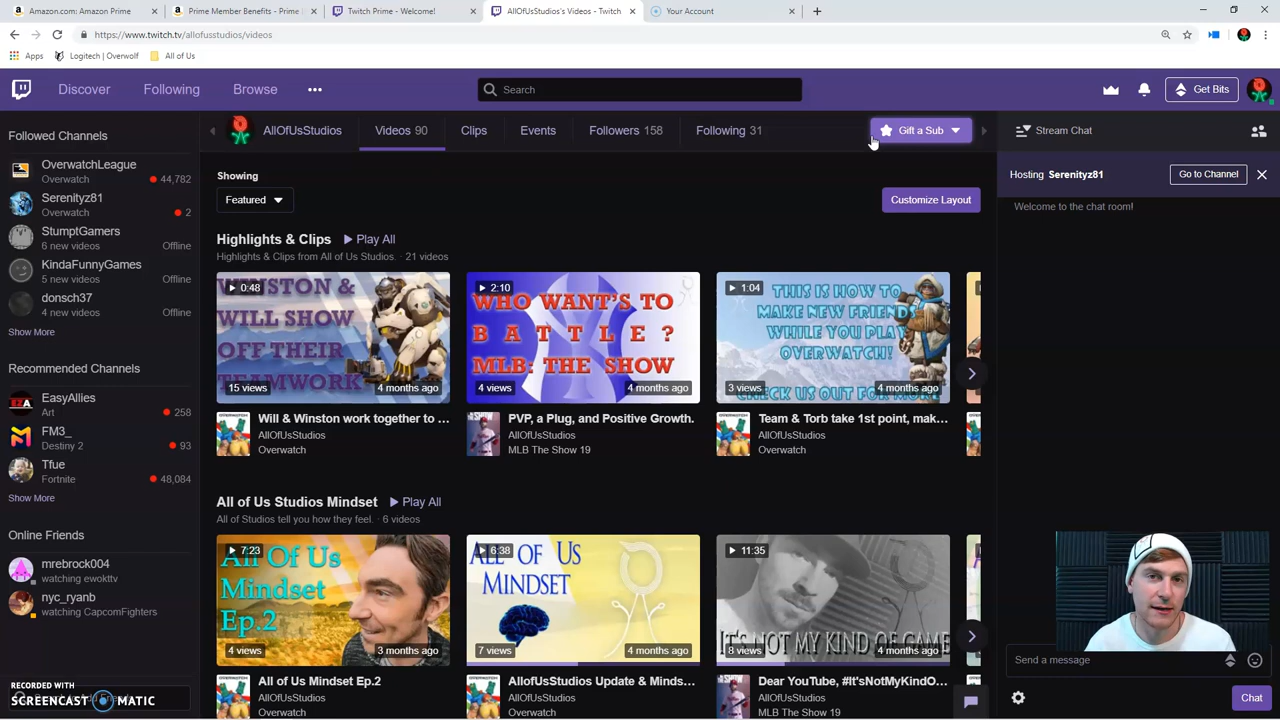 Amazon.com: Amazon Prime
Prime Member Benefits - Prime
Twitch Prime - Welcome!
AllOfUsStudios's Videos - Twitch
Your Account
https://www.twitch.tv/allofusstudios/videos
Apps
Logitech | Overwolf
All of Us
Discover
Following
Browse
Search
Get Bits
Followed Channels
OverwatchLeague
Overwatch
44,782
Serenityz81
Overwatch
2
StumptGamers
6 new videos
Offline
KindaFunnyGames
5 new videos
Offline
donsch37
4 new videos
Offline
Show More
Recommended Channels
EasyAllies
Art
258
FM3_
Destiny 2
93
Tfue
Fortnite
48,084
Show More
Online Friends
mrebrock004
watching ewokttv
nyc_ryanb
watching CapcomFighters
RECORDED WITH
SCREENCAST MATIC
AllOfUsStudios
Videos 90
Clips
Events
Followers 158
Following 31
Gift a Sub
Showing
Featured
Customize Layout
Highlights & Clips
Play All
Highlights & Clips from All of Us Studios. · 21 videos
0:48
WINSTON &
WILL SHOW
OFF THEIR
TEAMWORK
15 views
4 months ago
Will & Winston work together to ...
AllOfUsStudios
Overwatch
2:10
WHO WANT'S TO
BATTLE?
MLB: THE SHOW
4 views
4 months ago
PVP, a Plug, and Positive Growth.
AllOfUsStudios
MLB The Show 19
1:04
THIS IS HOW TO
MAKE NEW FRIENDS
WHILE YOU PLAY
OVERWATCH!
CHECK US OUT FOR MORE
3 views
4 months ago
Team & Torb take 1st point, mak...
AllOfUsStudios
Overwatch
All of Us Studios Mindset
Play All
All of Studios tell you how they feel. · 6 videos
7:23
All Of Us
Mindset
Ep.2
4 views
3 months ago
All of Us Mindset Ep.2
AllOfUsStudios
Overwatch
6:38
ALL OF US
MINDSET
7 views
4 months ago
AllofUsStudios Update & Minds...
AllOfUsStudios
Overwatch
11:35
IT'S NOT MY KIND OF GAME
8 views
4 months ago
Dear YouTube, #It'sNotMyKindO...
AllOfUsStudios
MLB The Show 19
Stream Chat
Hosting Serenityz81
Go to Channel
Welcome to the chat room!
Send a message
Chat